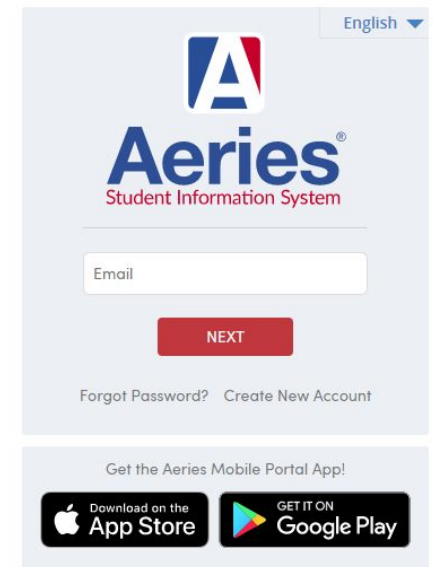 English
Aeries®
Student Information System
Email
NEXT
Forgot Password? Create New Account
Get the Aeries Mobile Portal App!
Download on the
App Store
GET IT ON
Google Play